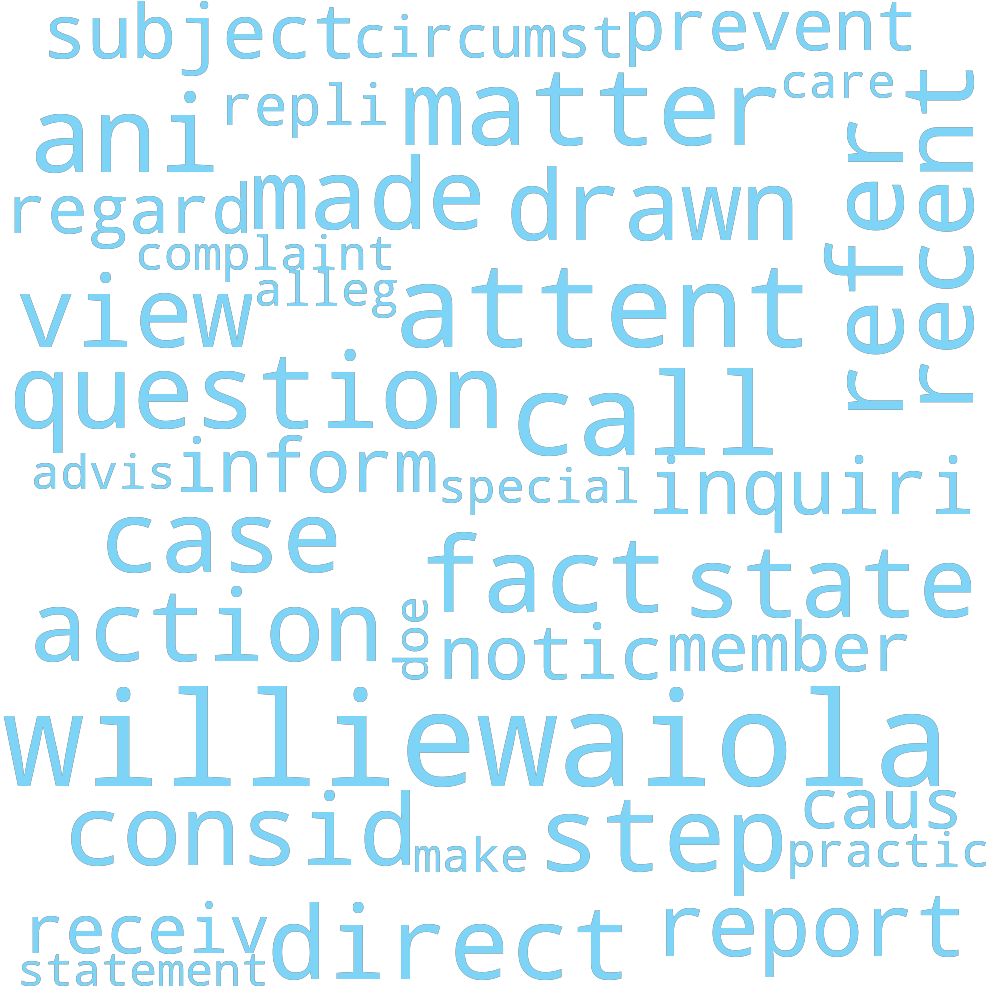 subject circumst prevent
care
ani repli matter
refer recent
regard made drawn
complaint
view alleg attent
question call
advis inform special inquiri
case fact state
action doe notic member
williewaiola
consid make step caus
practic
receiv direct report
statement